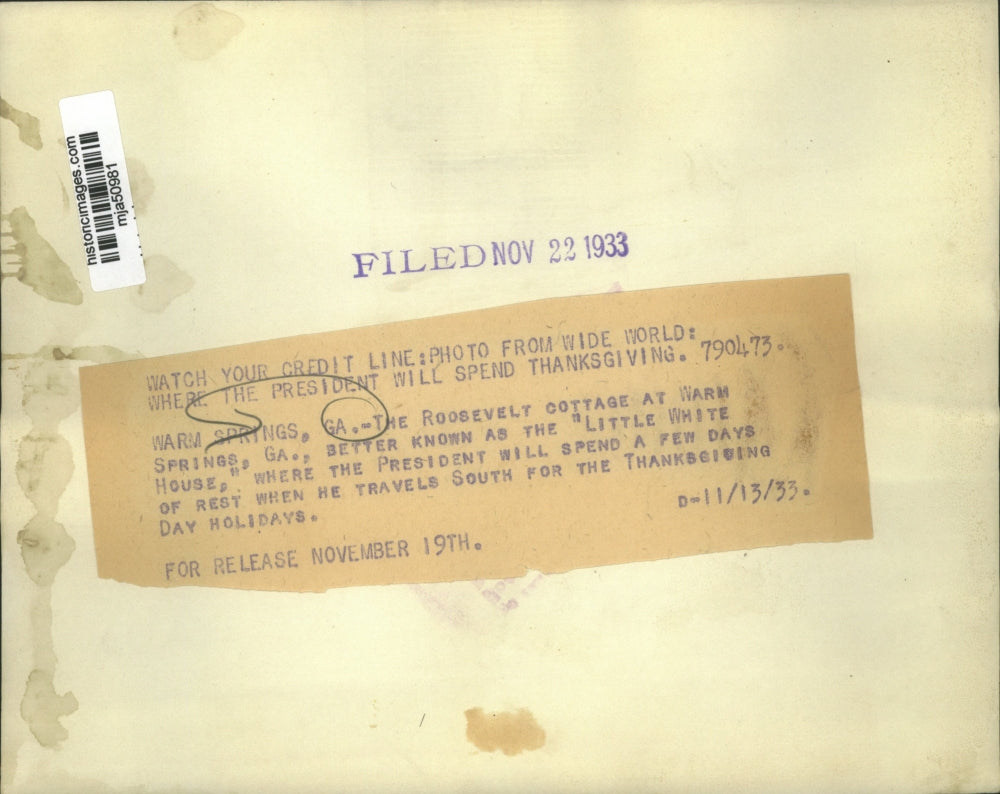 historicimages.com
mja50981
FILED NOV 22 1933
WATCH YOUR CREDIT LINE:PHOTO FROM WIDE WORLD:
WHERE THE PRESIDENT WILL SPEND THANKSGIVING. 790473.
WARM SPRINGS, GA.-THE ROOSEVELT COTTAGE AT WARM
SPRINGS, GA., BETTER KNOWN AS THE "LITTLE WHITE
HOUSE," WHERE THE PRESIDENT WILL SPEND A FEW DAYS
OF REST WHEN HE TRAVELS SOUTH FOR THE THANKSGIVING
DAY HOLIDAYS.
D-11/13/33.
FOR RELEASE NOVEMBER 19TH.